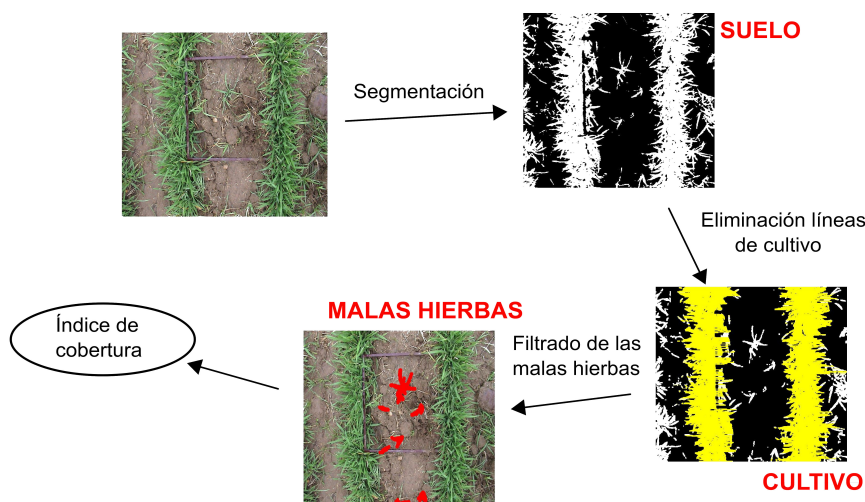 SUELO
Segmentación
Eliminación líneas
de cultivo
MALAS HIERBAS
Índice de
cobertura
Filtrado de las
malas hierbas
CULTIVO